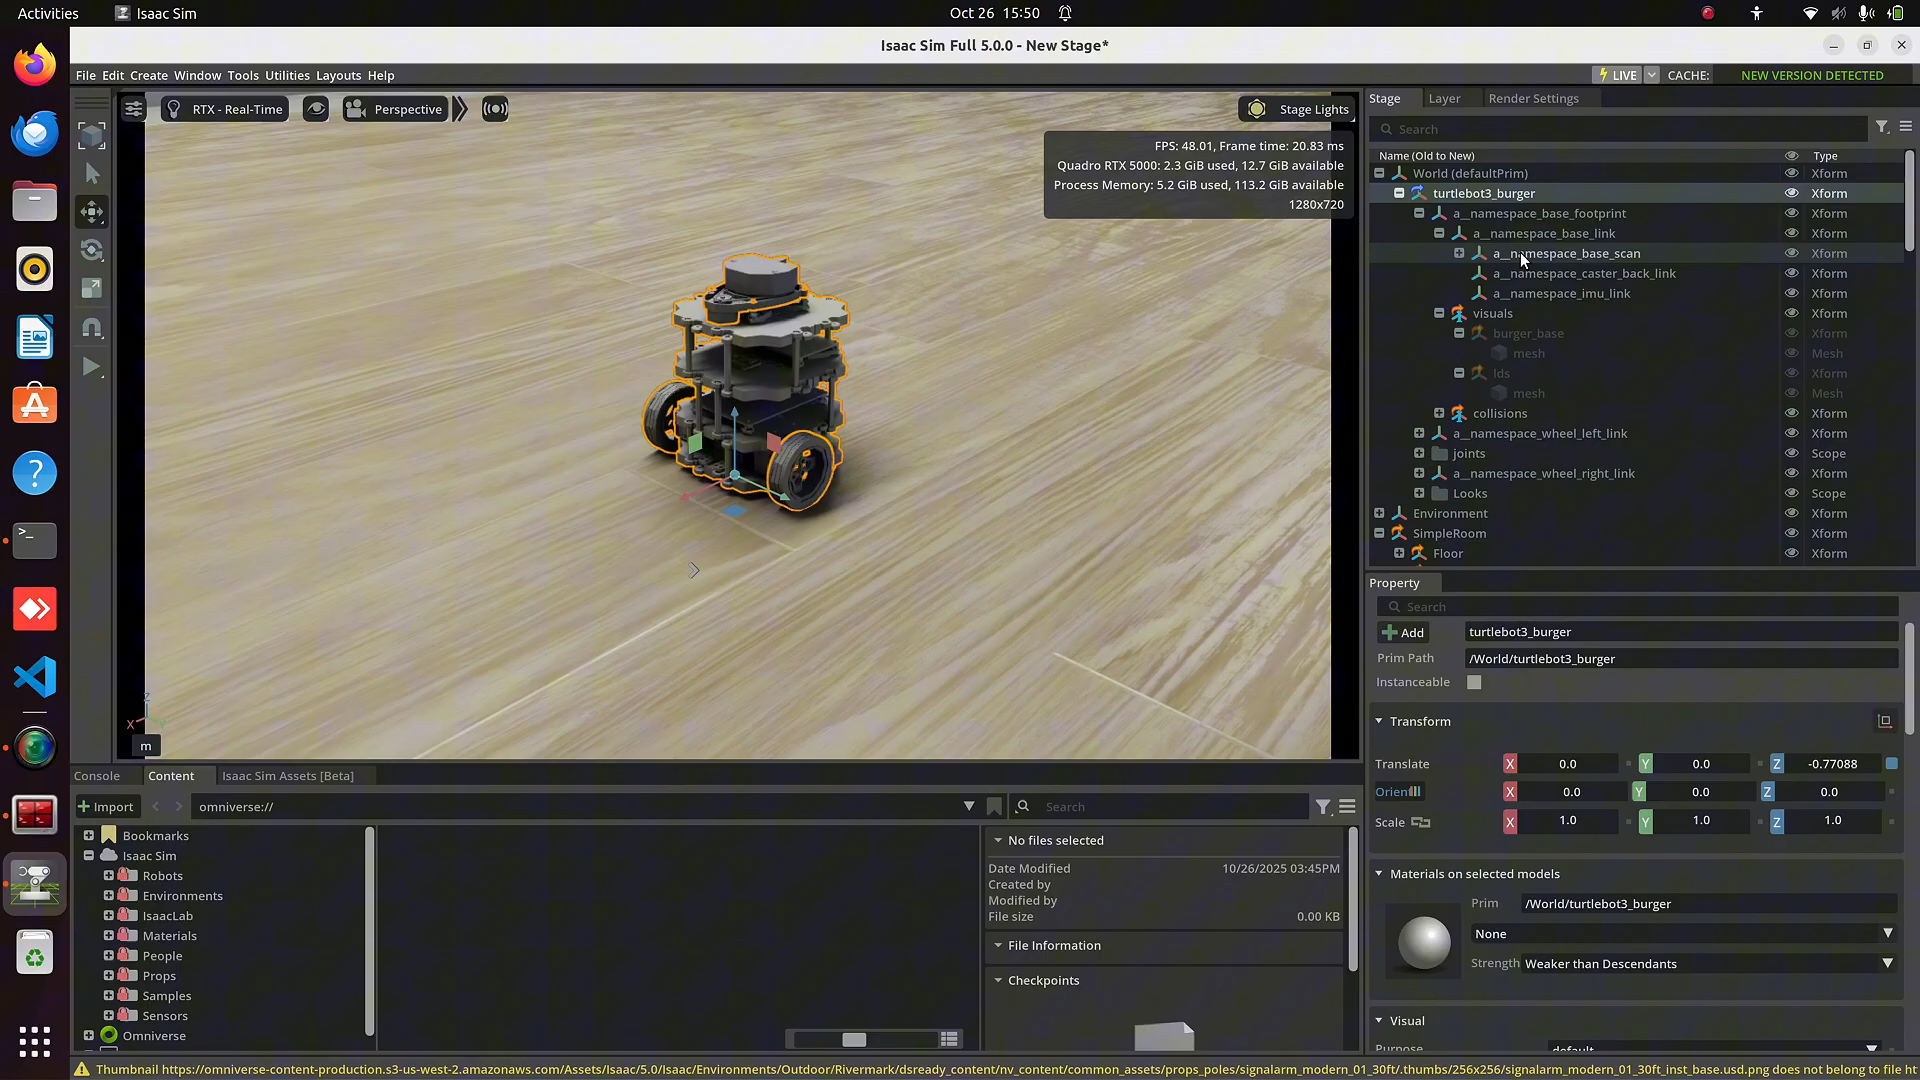 Activities
Isaac Sim
Oct 26 15:50
Isaac Sim Full 5.0.0 - New Stage*
File Edit Create Window Tools Utilities Layouts Help
LIVE
CACHE:
NEW VERSION DETECTED
RTX - Real-Time
Perspective
Stage Lights
FPS: 48.01, Frame time: 20.83 ms
Quadro RTX 5000: 2.3 GiB used, 12.7 GiB available
Process Memory: 5.2 GiB used, 113.2 GiB available
1280x720
Z
X
m
Stage
Layer
Render Settings
Search
Name (Old to New) Type
World (defaultPrim) Xform
turtlebot3_burger Xform
a__namespace_base_footprint Xform
a__namespace_base_link Xform
a__namespace_base_scan Xform
a__namespace_caster_back_link Xform
a__namespace_imu_link Xform
visuals Xform
burger_base Xform
mesh Mesh
lds Xform
mesh Mesh
collisions Xform
a__namespace_wheel_left_link Xform
joints Scope
a__namespace_wheel_right_link Xform
Looks Scope
Environment Xform
SimpleRoom Xform
Floor Xform
Property
Search
Add turtlebot3_burger
Prim Path /World/turtlebot3_burger
Instanceable
Transform
Translate X 0.0 Y 0.0 Z -0.77088
Orient X 0.0 Y 0.0 Z 0.0
Scale X 1.0 Y 1.0 Z 1.0
Materials on selected models
Prim /World/turtlebot3_burger
None
Strength Weaker than Descendants
Visual
Purpose default
Console
Content
Isaac Sim Assets [Beta]
Import
omniverse://
Search
Bookmarks
Isaac Sim
Robots
Environments
IsaacLab
Materials
People
Props
Samples
Sensors
Omniverse
No files selected
Date Modified 10/26/2025 03:45PM
Created by
Modified by
File size 0.00 KB
File Information
Checkpoints
Thumbnail https://omniverse-content-production.s3-us-west-2.amazonaws.com/Assets/Isaac/5.0/Isaac/Environments/Outdoor/Rivermark/dsready_content/nv_content/common_assets/props_poles/signalarm_modern_01_30ft/.thumbs/256x256/signalarm_modern_01_30ft_inst_base.usd.png does not belong to file ht